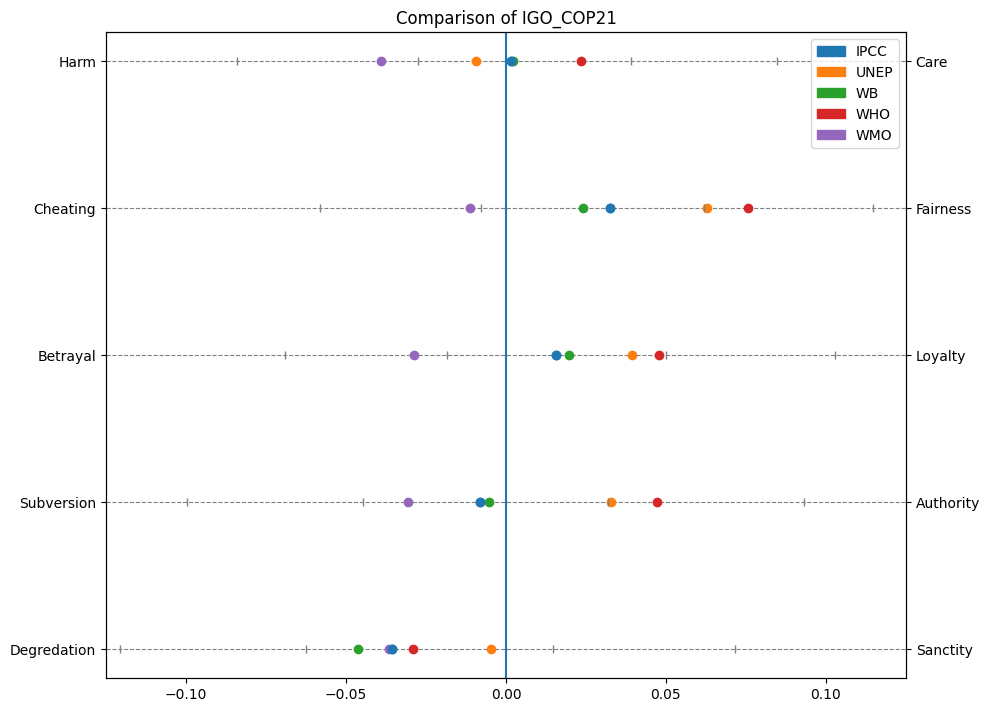 Comparison of IGO_COP21
IPCC
UNEP
WB
WHO
WMO
Harm
Care
Cheating
Fairness
Betrayal
Loyalty
Subversion
Authority
Degredation
Sanctity
−0.10
−0.05
0.00
0.05
0.10